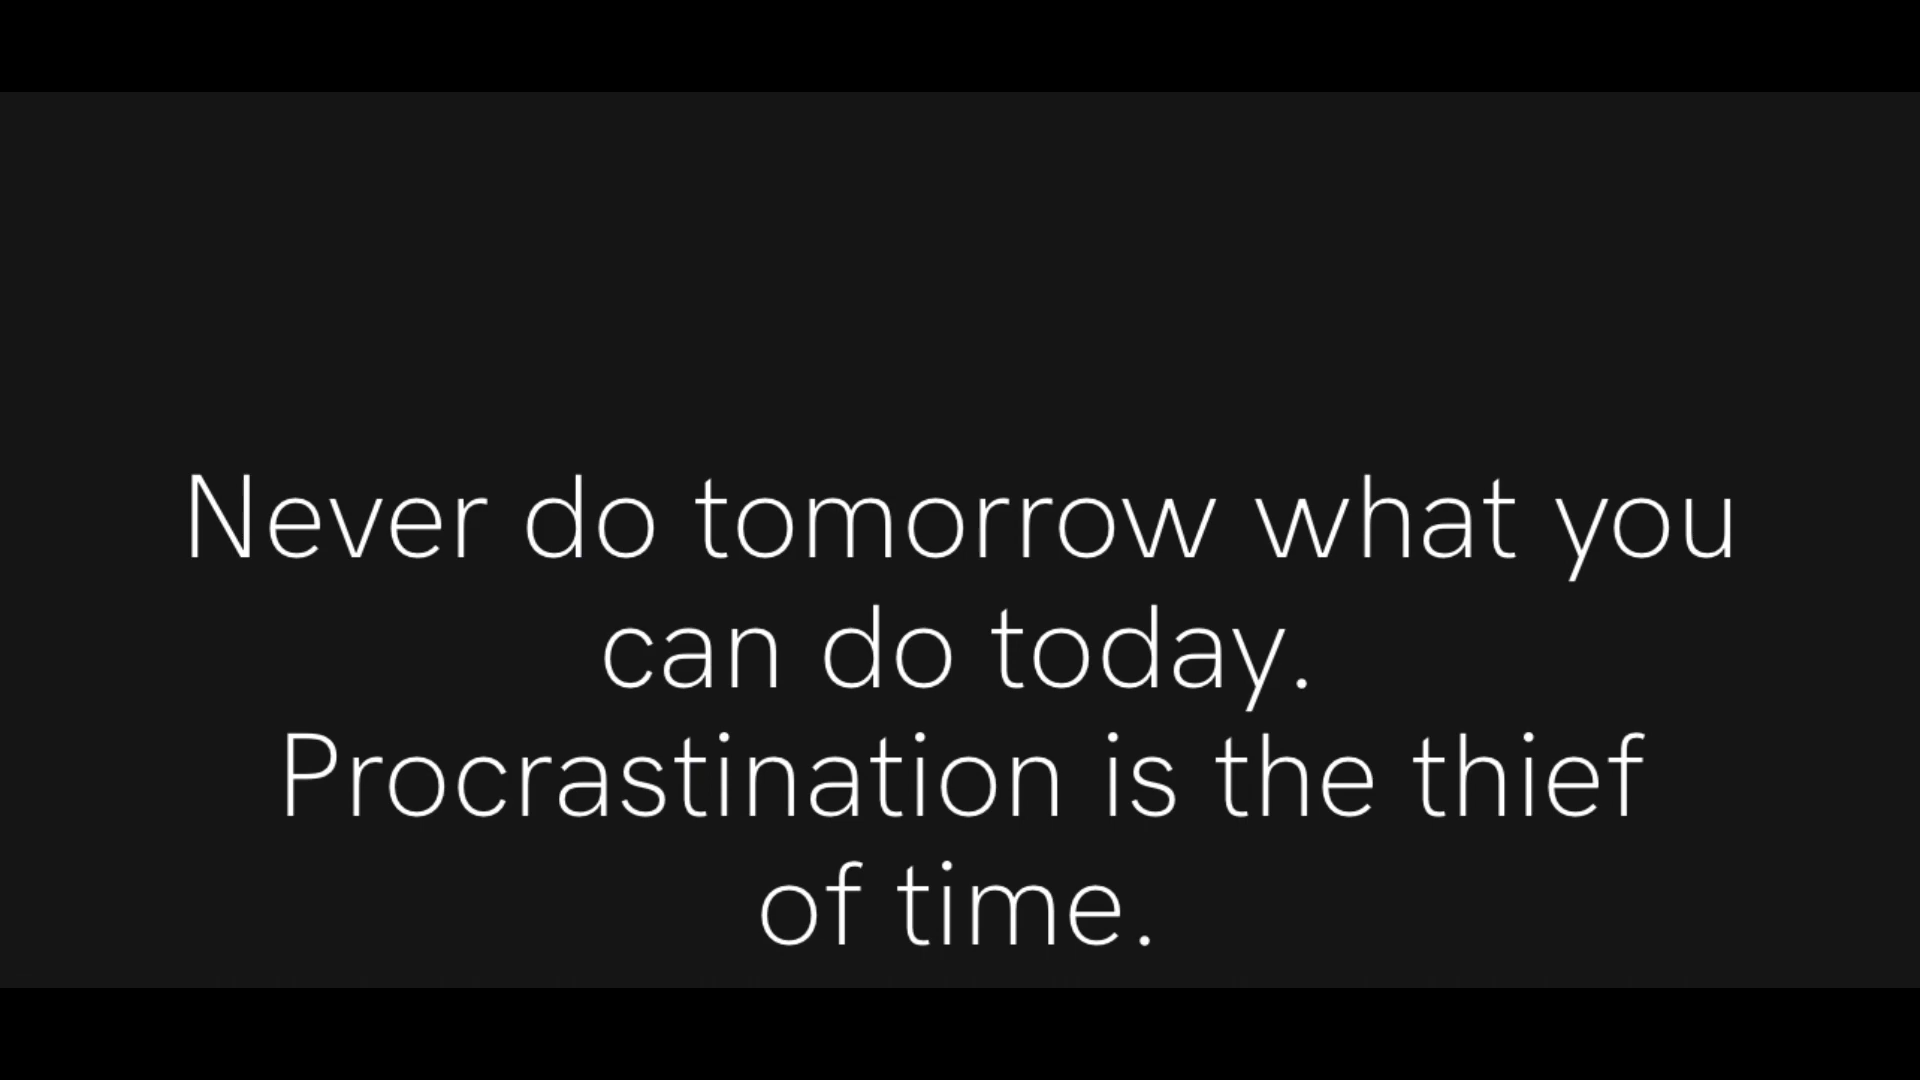 Never do tomorrow what you
can do today.
Procrastination is the thief
of time.